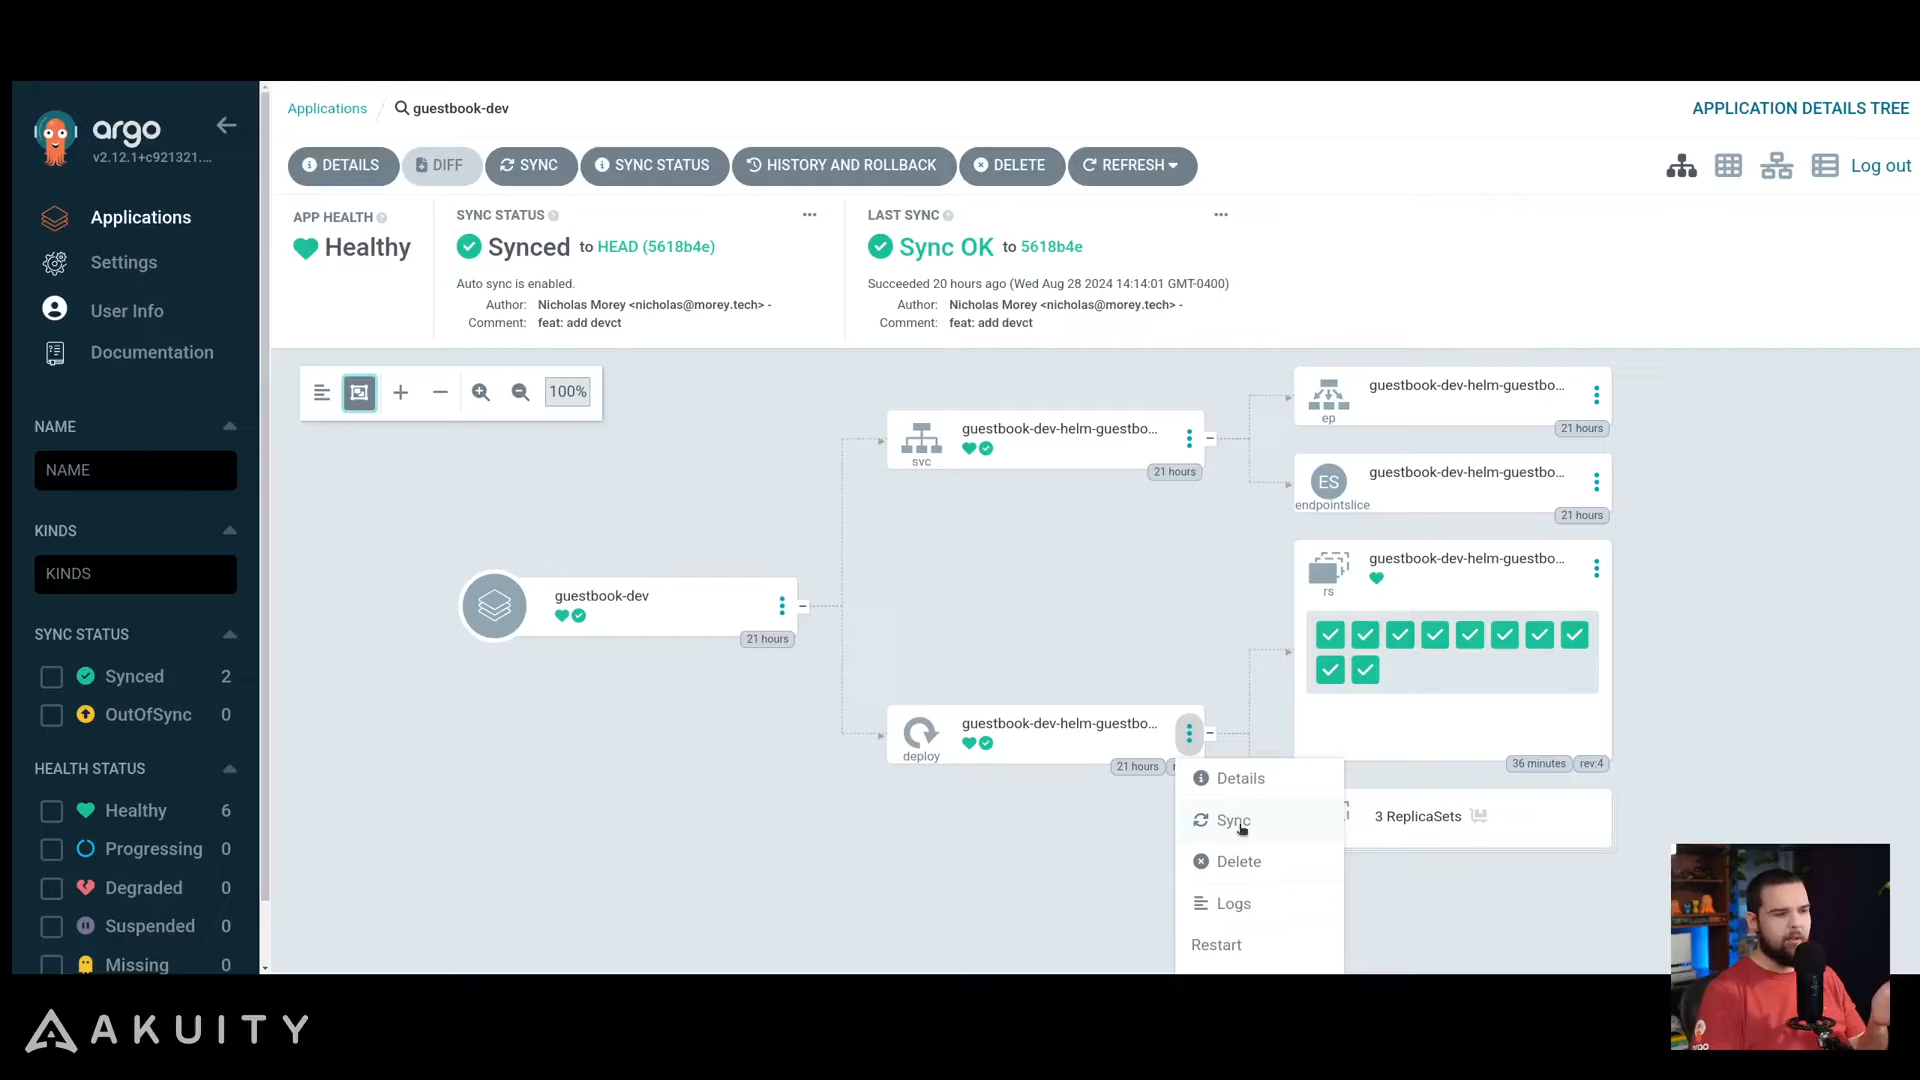 argo
v2.12.1+c921321....
Applications
Settings
User Info
Documentation
NAME
NAME
KINDS
KINDS
SYNC STATUS
Synced 2
OutOfSync 0
HEALTH STATUS
Healthy 6
Progressing 0
Degraded 0
Suspended 0
Missing 0
Applications / guestbook-dev
APPLICATION DETAILS TREE
DETAILS DIFF SYNC SYNC STATUS HISTORY AND ROLLBACK DELETE REFRESH
Log out
APP HEALTH
Healthy
SYNC STATUS
Synced to HEAD (5618b4e)
Auto sync is enabled.
Author: Nicholas Morey <nicholas@morey.tech> -
Comment: feat: add devct
LAST SYNC
Sync OK to 5618b4e
Succeeded 20 hours ago (Wed Aug 28 2024 14:14:01 GMT-0400)
Author: Nicholas Morey <nicholas@morey.tech> -
Comment: feat: add devct
100%
guestbook-dev
21 hours
guestbook-dev-helm-guestbo...
svc
21 hours
guestbook-dev-helm-guestbo...
deploy
21 hours
guestbook-dev-helm-guestbo...
ep
21 hours
ES
guestbook-dev-helm-guestbo...
endpointslice
21 hours
guestbook-dev-helm-guestbo...
rs
36 minutes rev:4
3 ReplicaSets
Details
Sync
Delete
Logs
Restart
AKUITY
argo